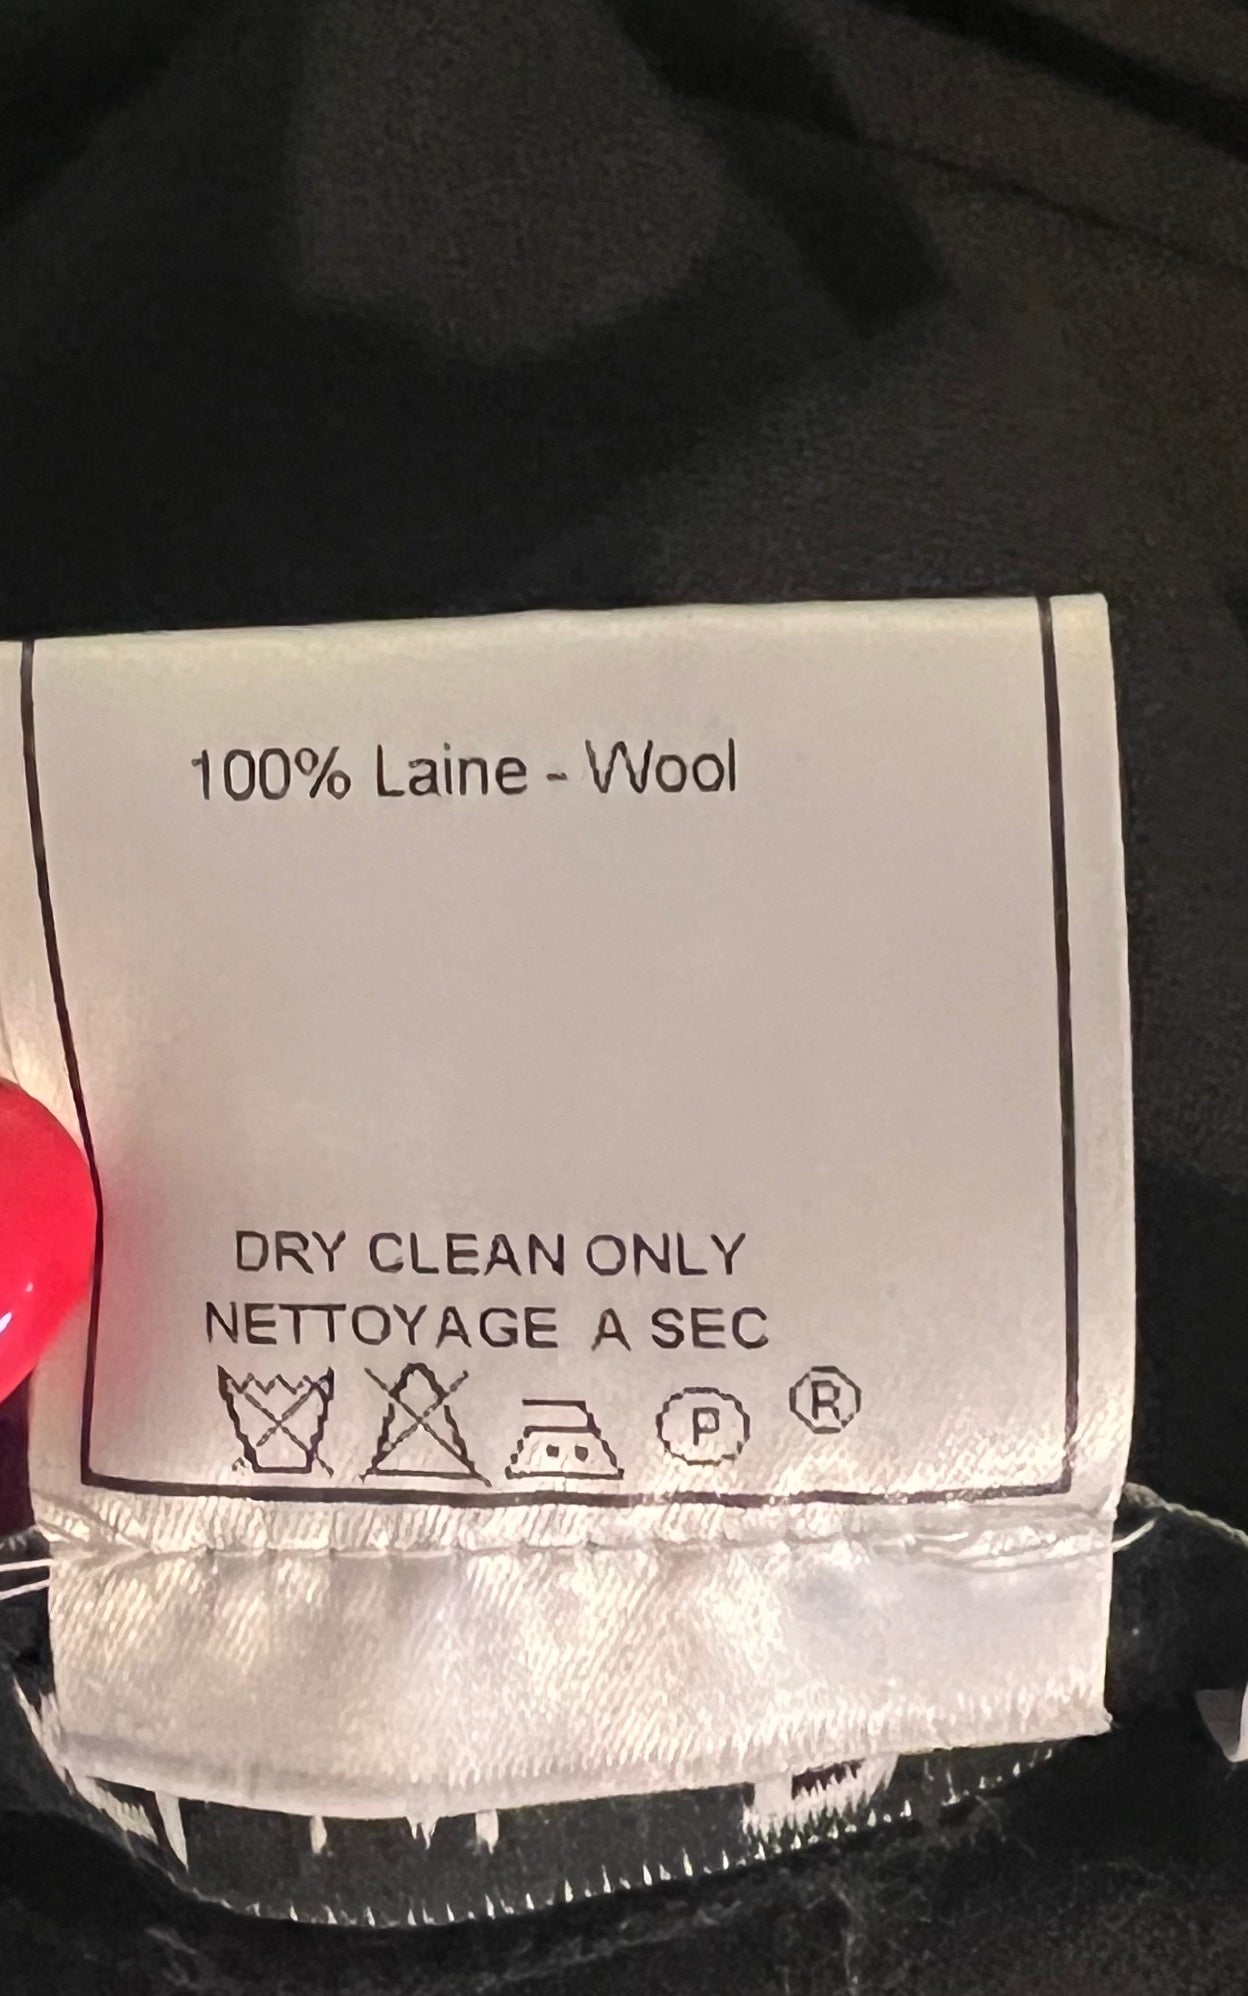 100% Laine - Wool
DRY CLEAN ONLY
NETTOYAGE A SEC
P ®